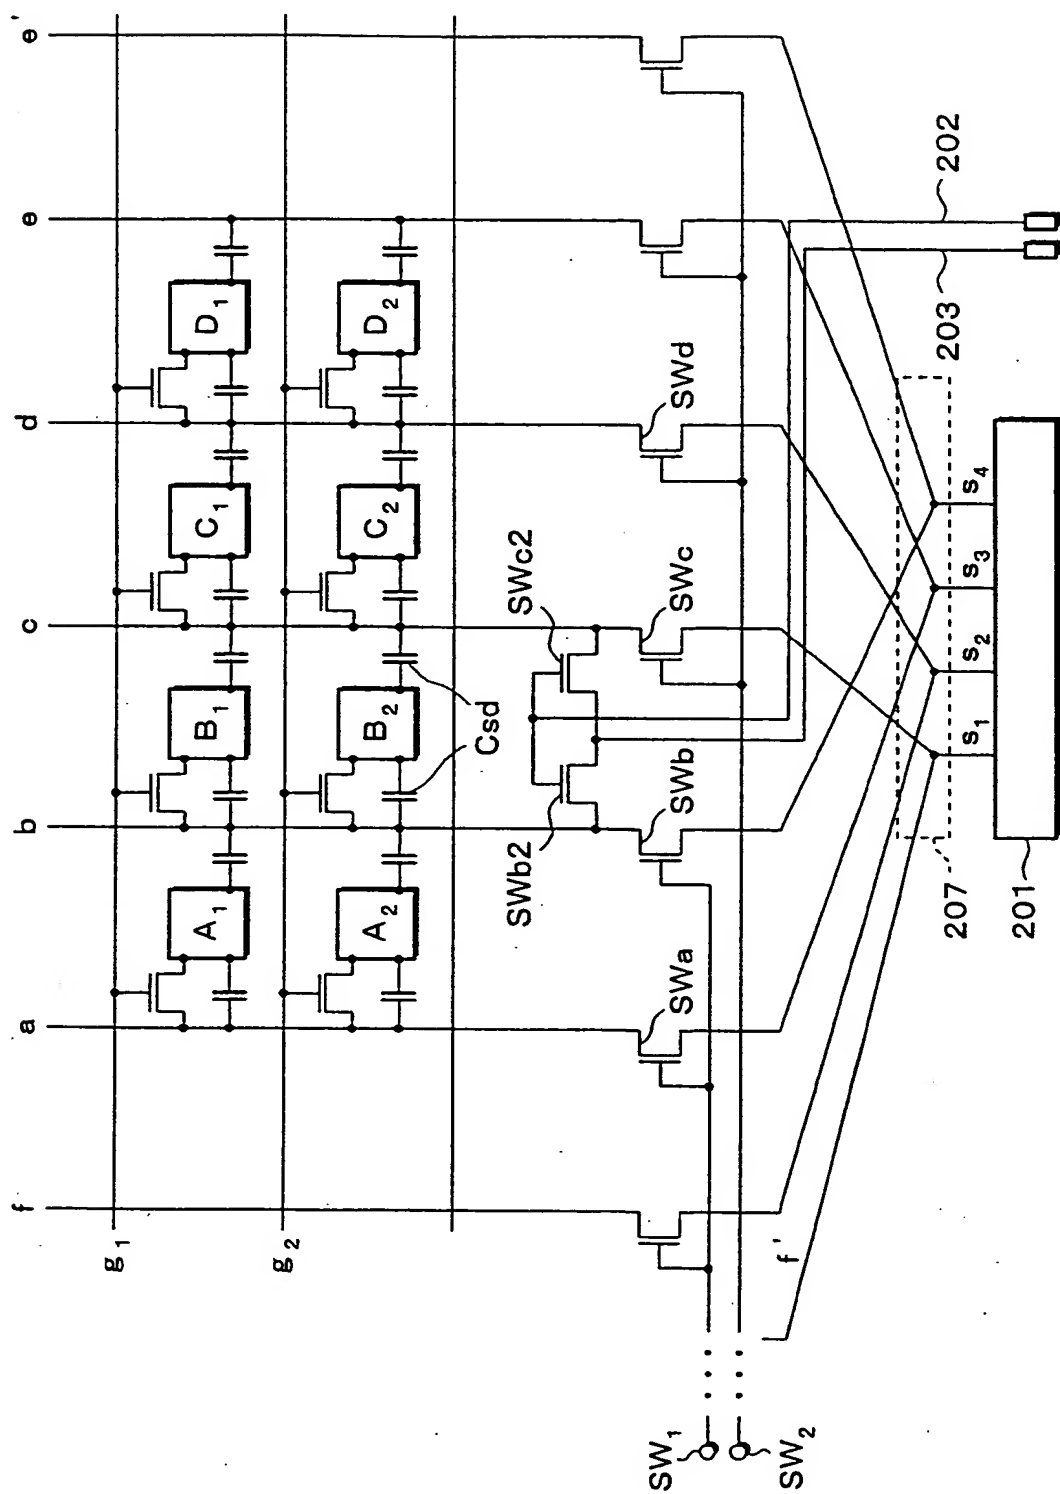 f a b c d e e'
g₁
A₁ B₁ C₁ D₁
g₂
A₂ B₂ C₂ D₂
Csd
SWb2 SWc2
SWa SWb SWc SWd
SW₁
SW₂
f'
203 202
207
s₁ s₂ s₃ s₄
201